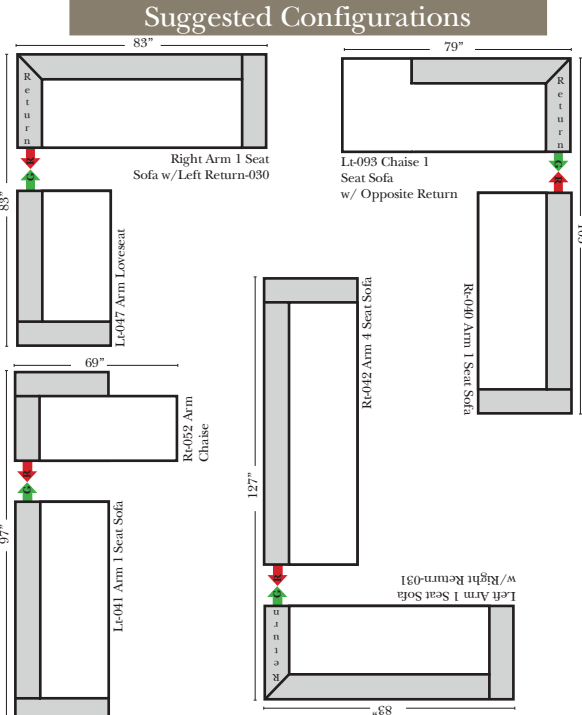 Suggested Configurations
83”
79”
Return
Return
R
G
G
R
Right Arm 1 Seat
Sofa w/Left Return-030
Lt-093 Chaise 1
Seat Sofa
w/ Opposite Return
83”
Lt-047 Arm Loveseat
Rt-040 Arm 1 Seat Sofa
Rt-042 Arm 4 Seat Sofa
127”
69”
Rt-052 Arm
Chaise
R
G
97”
Lt-041 Arm 1 Seat Sofa
R
G
Left Arm 1 Seat Sofa
w/Right Return-031
Return
83”